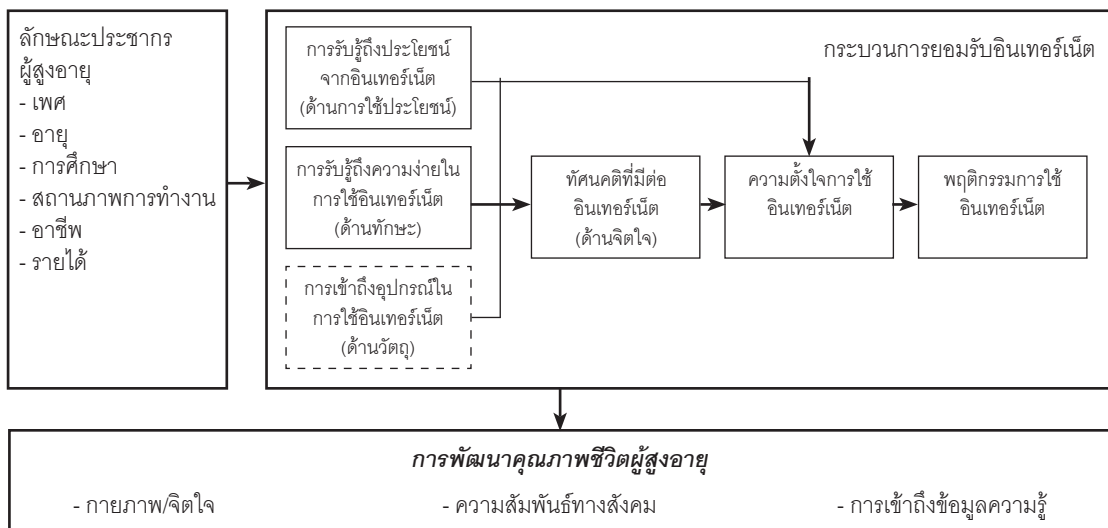 ลักษณะประชากร
ผู้สูงอายุ
- เพศ
- อายุ
- การศึกษา
- สถานภาพการทำงาน
- อาชีพ
- รายได้
กระบวนการยอมรับอินเทอร์เน็ต
การรับรู้ถึงประโยชน์
จากอินเทอร์เน็ต
(ด้านการใช้ประโยชน์)
การรับรู้ถึงความง่ายใน
การใช้อินเทอร์เน็ต
(ด้านทักษะ)
การเข้าถึงอุปกรณ์ใน
การใช้อินเทอร์เน็ต
(ด้านวัตถุ)
ทัศนคติที่มีต่อ
อินเทอร์เน็ต
(ด้านจิตใจ)
ความตั้งใจการใช้
อินเทอร์เน็ต
พฤติกรรมการใช้
อินเทอร์เน็ต
การพัฒนาคุณภาพชีวิตผู้สูงอายุ
- กายภาพ/จิตใจ - ความสัมพันธ์ทางสังคม - การเข้าถึงข้อมูลความรู้